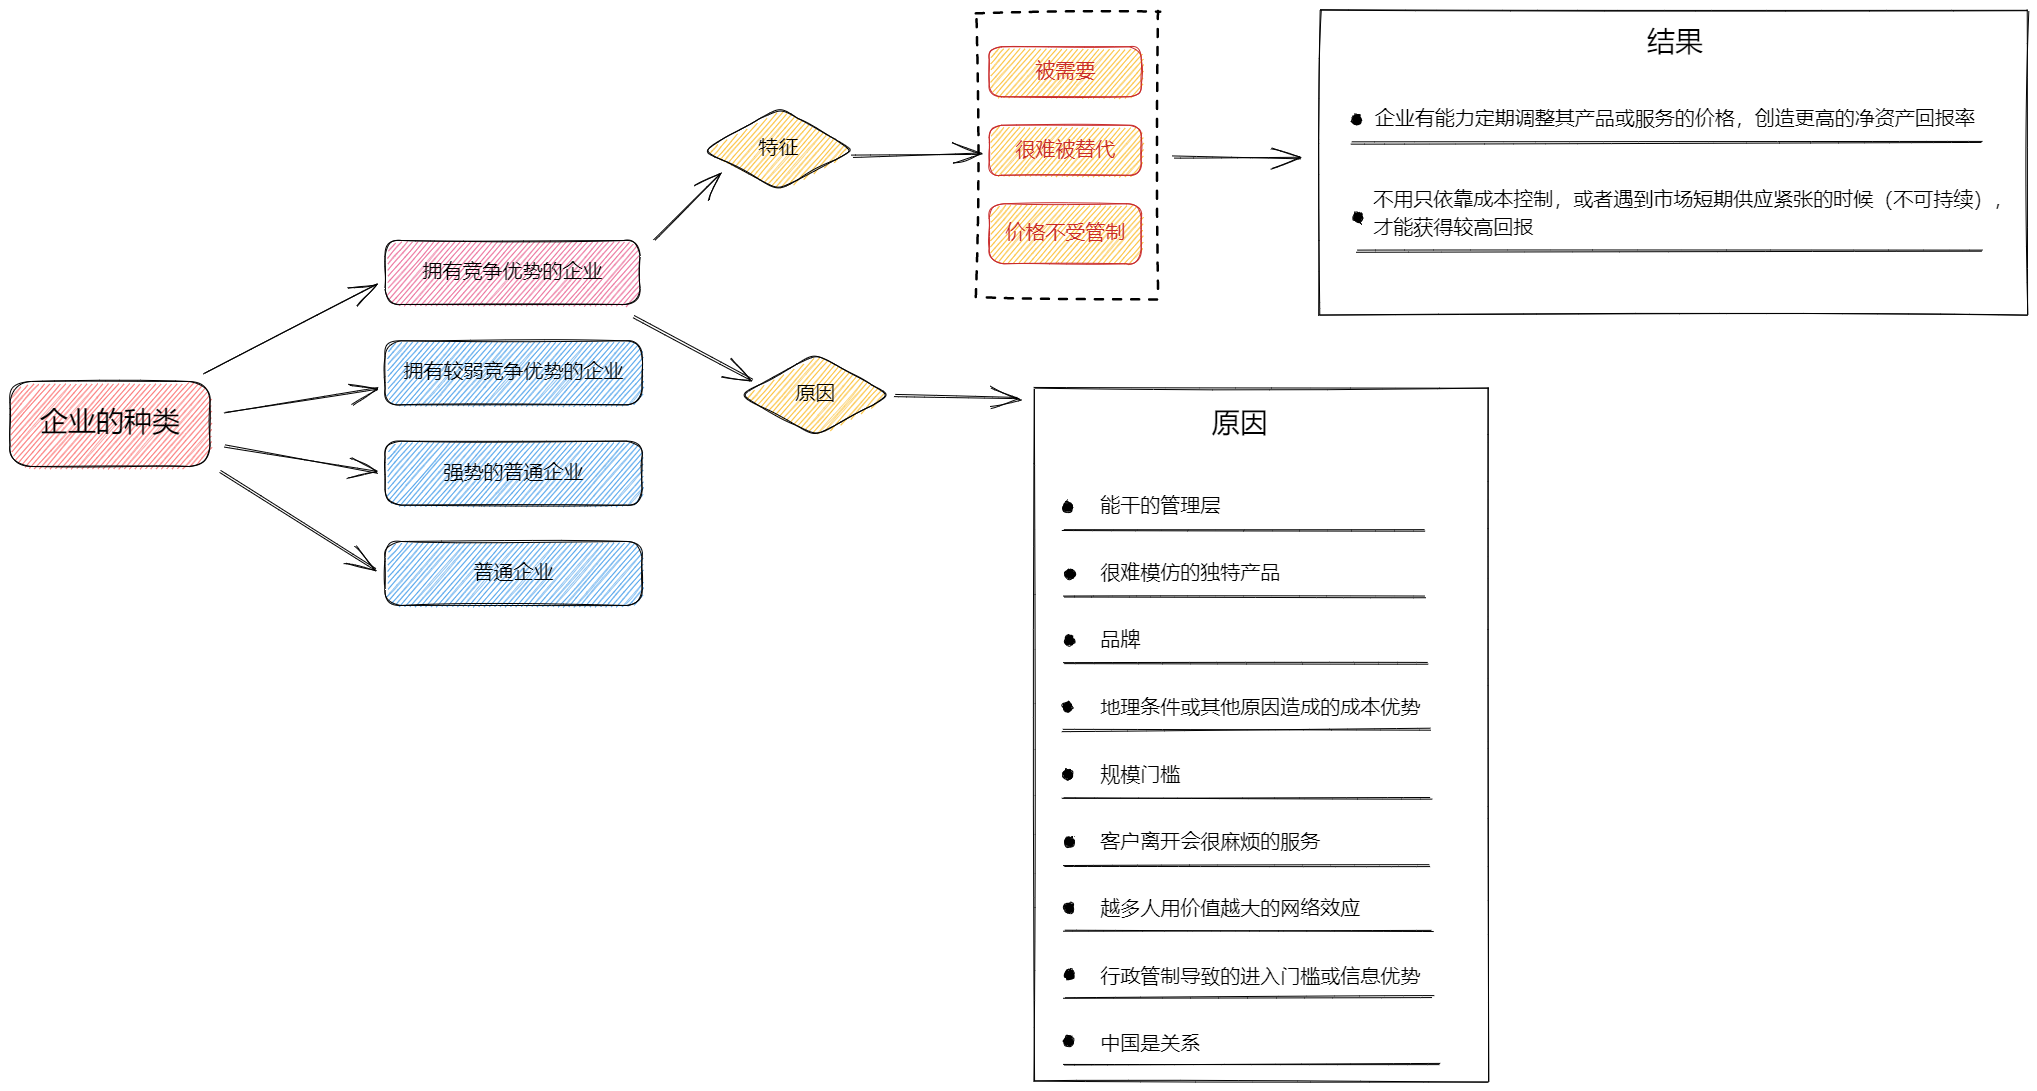 企业的种类
拥有竞争优势的企业
拥有较弱竞争优势的企业
强势的普通企业
普通企业
特征
被需要
很难被替代
价格不受管制
结果
企业有能力定期调整其产品或服务的价格，创造更高的净资产回报率
不用只依靠成本控制，或者遇到市场短期供应紧张的时候（不可持续），
才能获得较高回报
原因
原因
能干的管理层
很难模仿的独特产品
品牌
地理条件或其他原因造成的成本优势
规模门槛
客户离开会很麻烦的服务
越多人用价值越大的网络效应
行政管制导致的进入门槛或信息优势
中国是关系